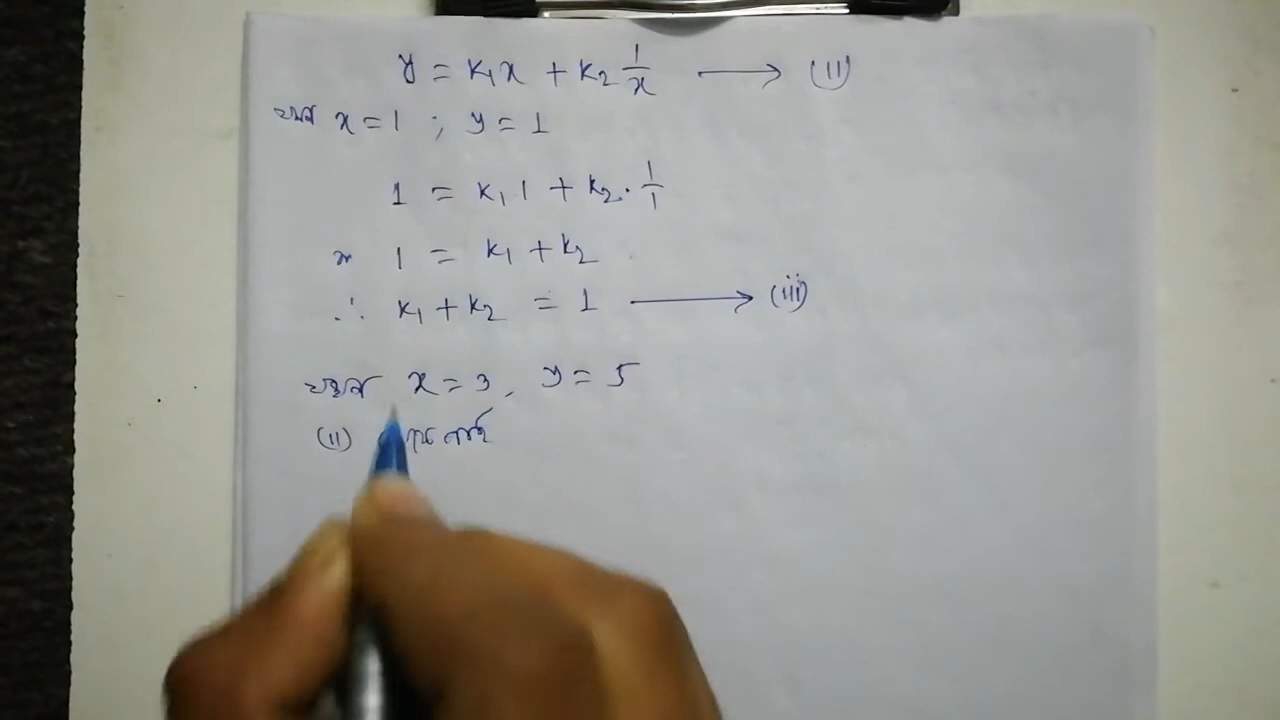 y = k₁x + k₂ 1/x ⟶ (ii)
যখন x = 1 ; y = 1
1 = k₁ 1 + k₂ . 1/1
বা 1 = k₁ + k₂
∴ k₁ + k₂ = 1 ⟶ (iii)
যখন x = 3, y = 5
(ii)